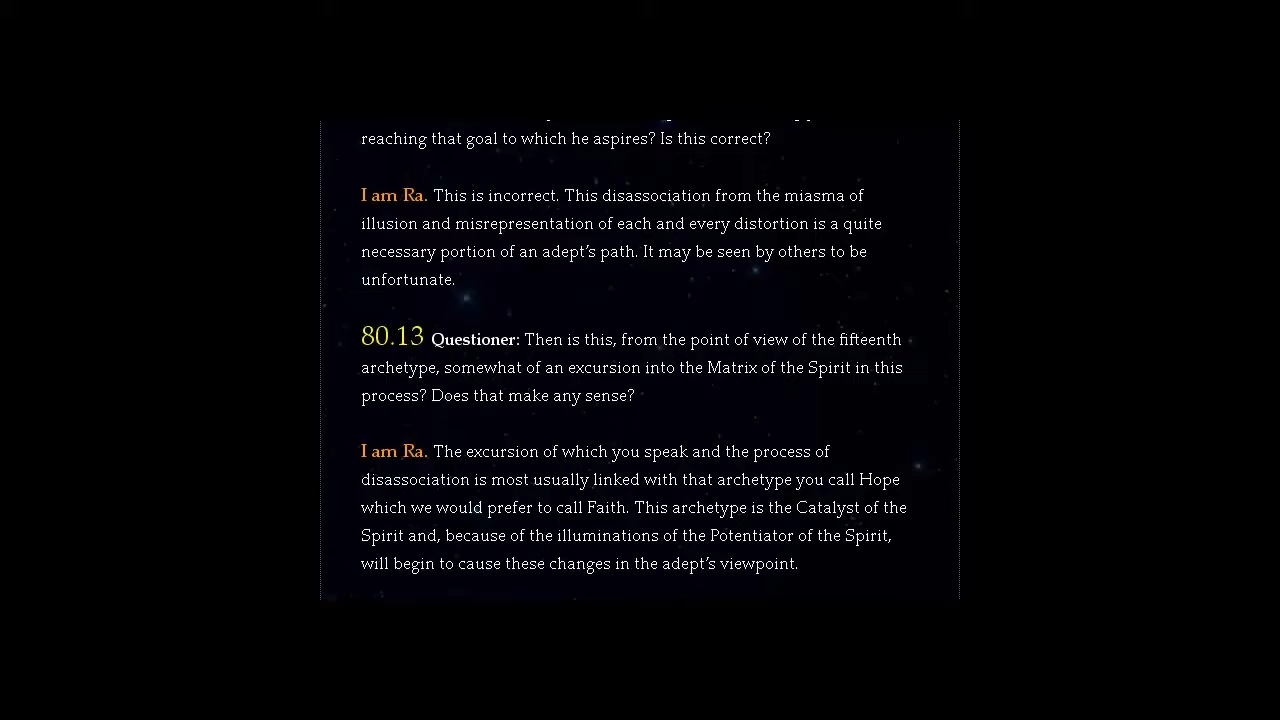 reaching that goal to which he aspires? Is this correct?
I am Ra. This is incorrect. This disassociation from the miasma of
illusion and misrepresentation of each and every distortion is a quite
necessary portion of an adept's path. It may be seen by others to be
unfortunate.
80.13 Questioner: Then is this, from the point of view of the fifteenth
archetype, somewhat of an excursion into the Matrix of the Spirit in this
process? Does that make any sense?
I am Ra. The excursion of which you speak and the process of
disassociation is most usually linked with that archetype you call Hope
which we would prefer to call Faith. This archetype is the Catalyst of the
Spirit and, because of the illuminations of the Potentiator of the Spirit,
will begin to cause these changes in the adept's viewpoint.